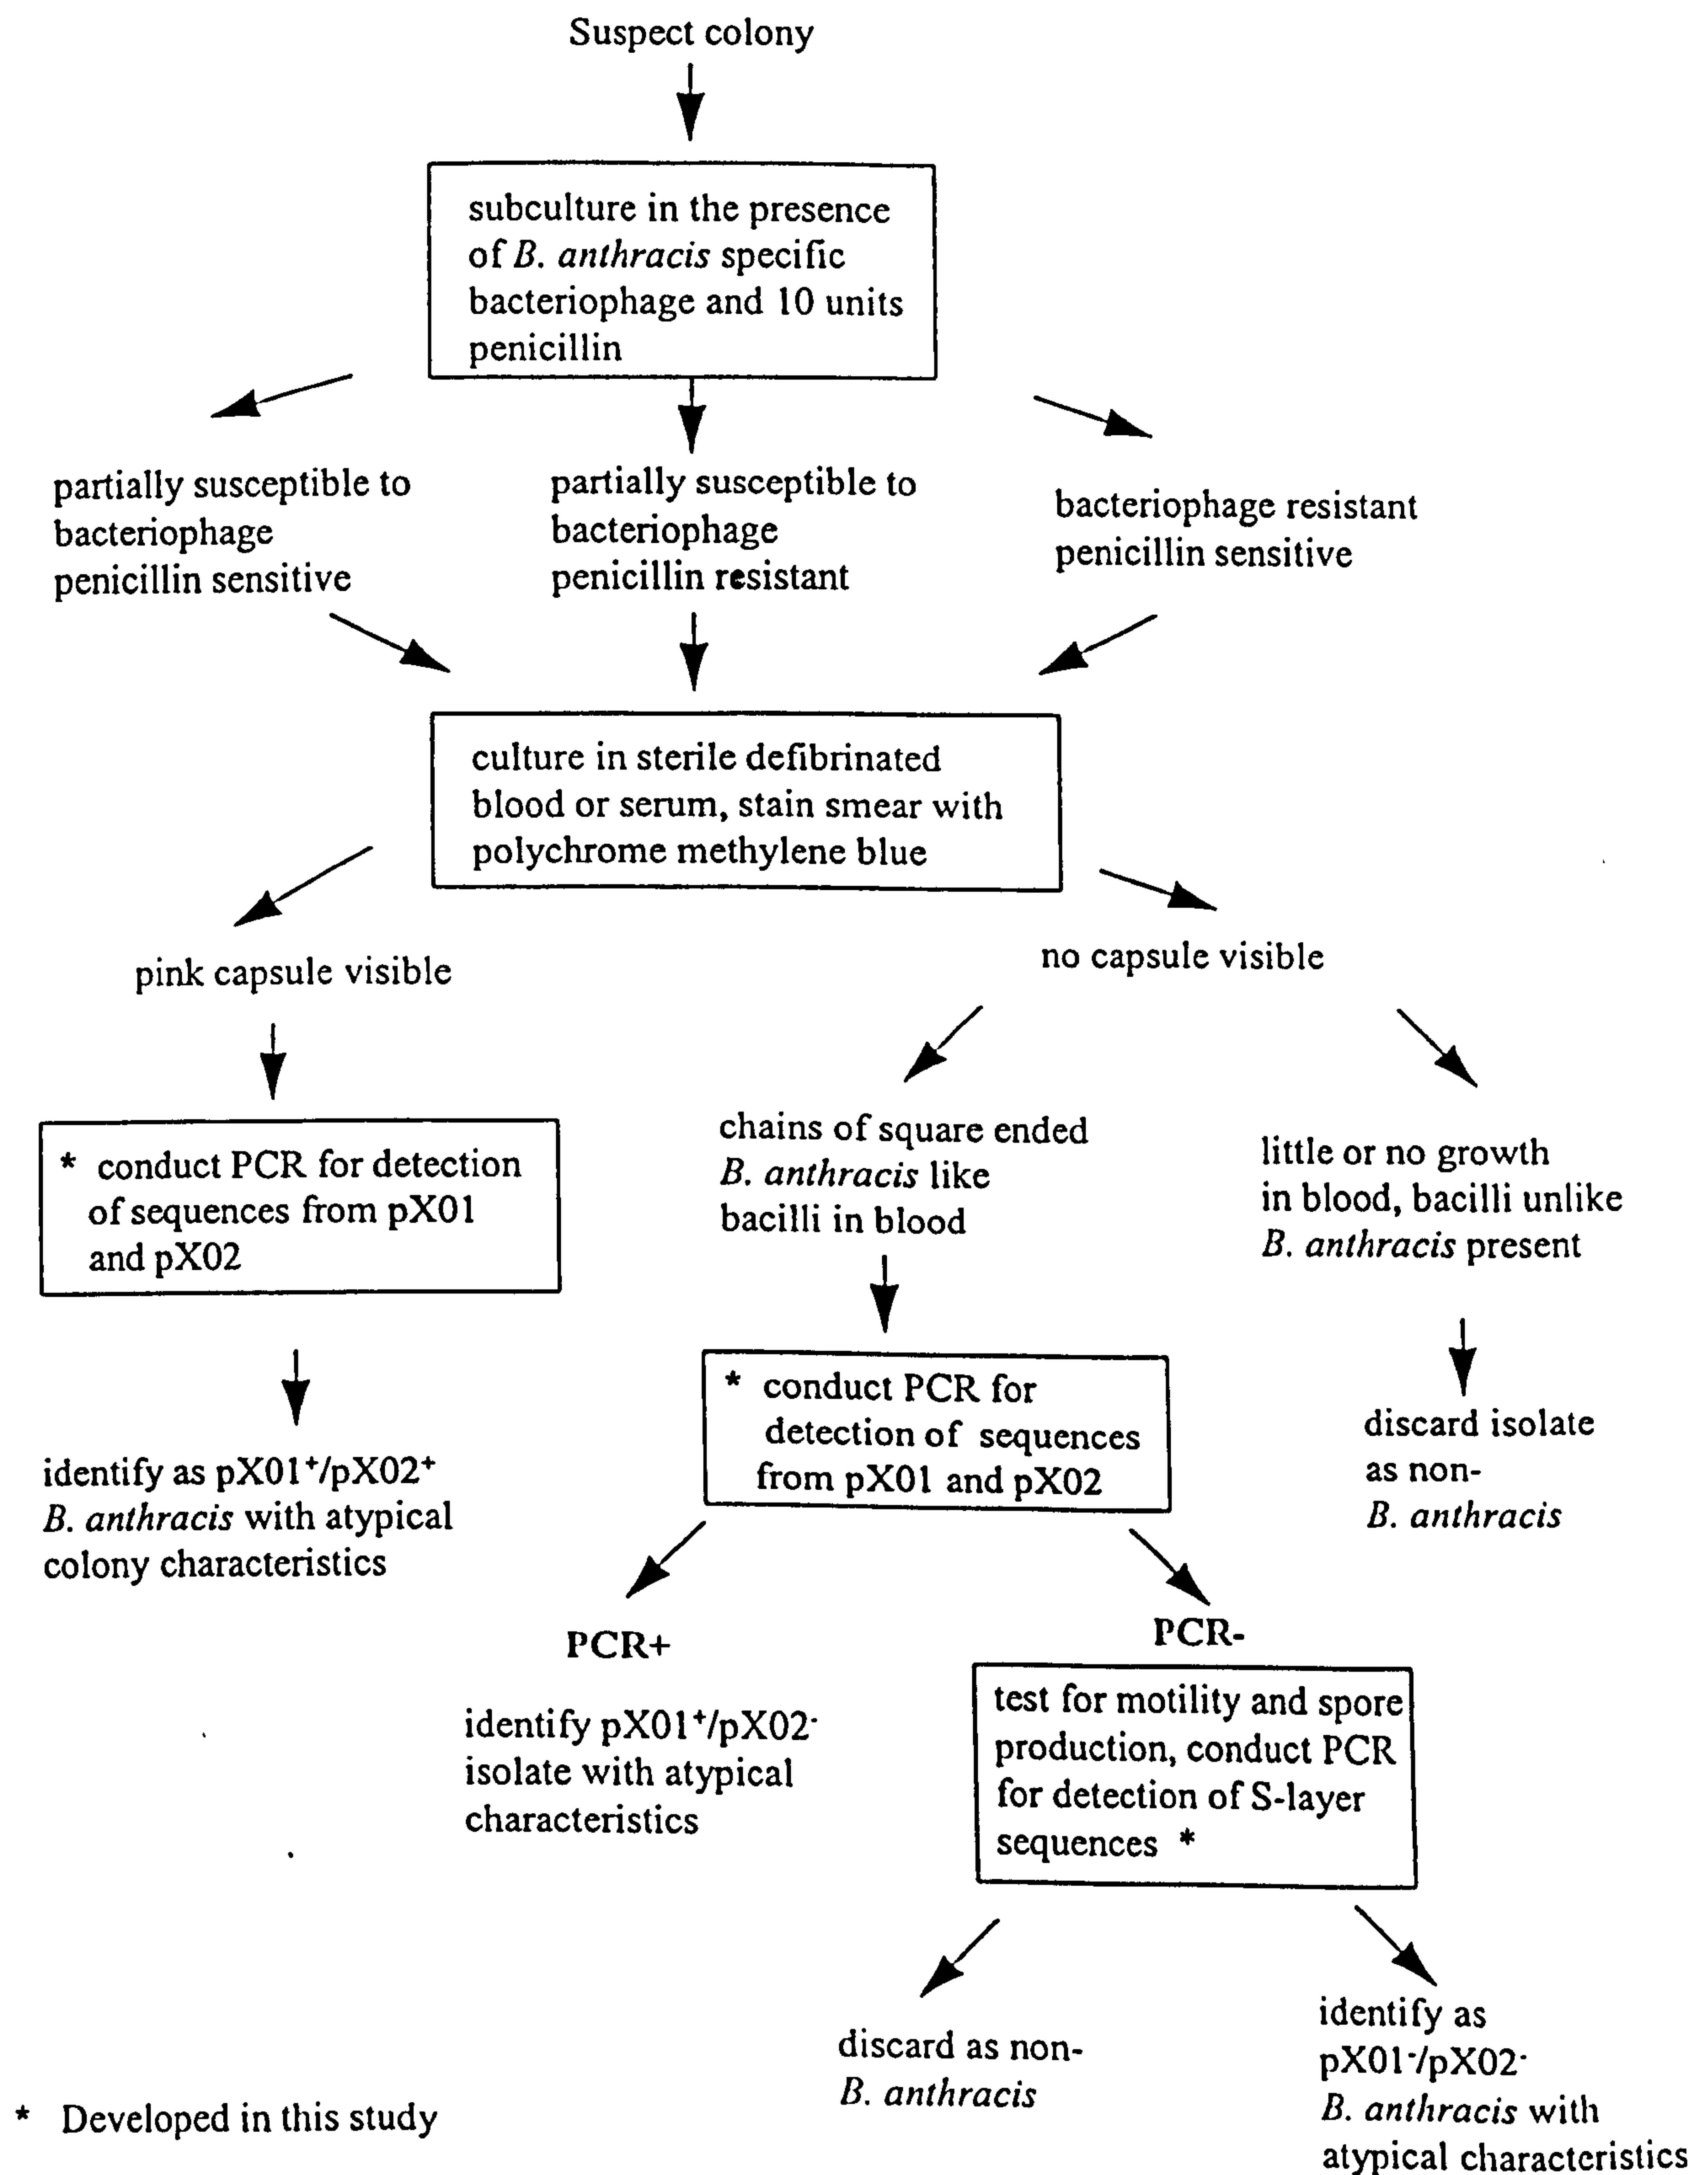 Suspect colony
subculture in the presence
of B. anthracis specific
bacteriophage and 10 units
penicillin
partially susceptible to
bacteriophage
penicillin sensitive
partially susceptible to
bacteriophage
penicillin resistant
bacteriophage resistant
penicillin sensitive
culture in sterile defibrinated
blood or serum, stain smear with
polychrome methylene blue
pink capsule visible
no capsule visible
* conduct PCR for detection
of sequences from pX01
and pX02
chains of square ended
B. anthracis like
bacilli in blood
little or no growth
in blood, bacilli unlike
B. anthracis present
* conduct PCR for
detection of sequences
from pX01 and pX02
discard isolate
as non-
B. anthracis
identify as pX01⁺/pX02⁺
B. anthracis with atypical
colony characteristics
PCR+
PCR-
identify pX01⁺/pX02⁻
isolate with atypical
characteristics
test for motility and spore
production, conduct PCR
for detection of S-layer
sequences *
discard as non-
B. anthracis
identify as
pX01⁻/pX02⁻
B. anthracis with
atypical characteristics
* Developed in this study